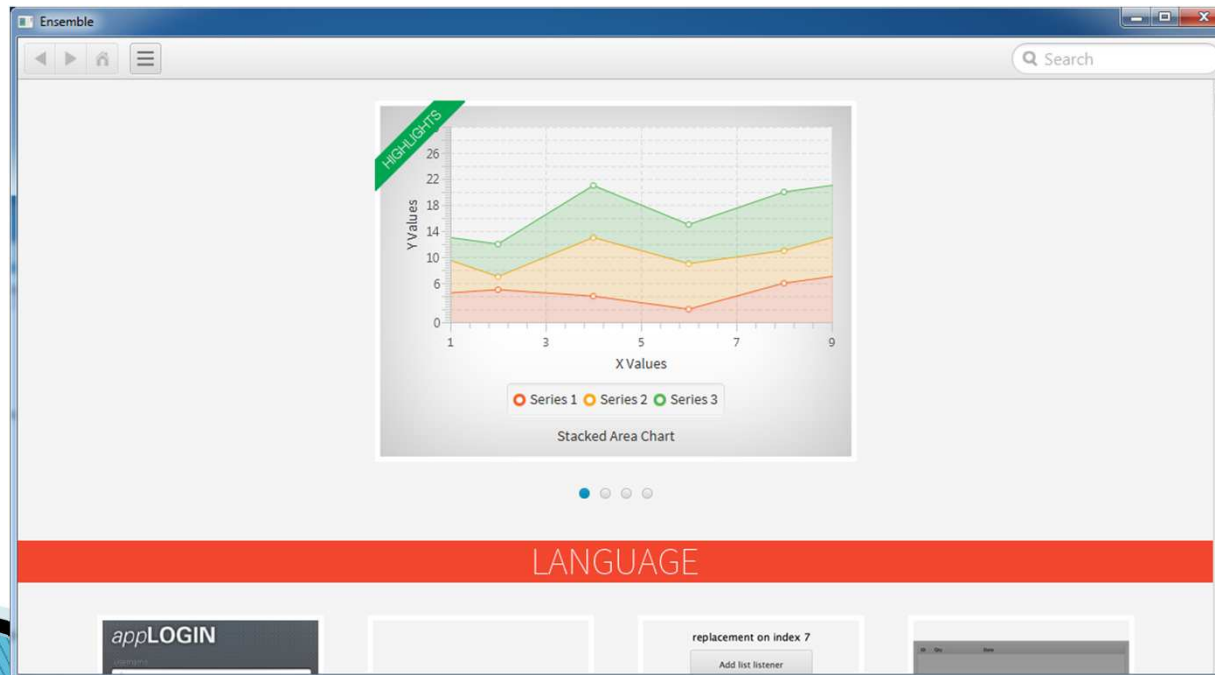 Ensemble
Search
HIGHLIGHTS
26
22
18
14
10
6
0
Y Values
1 3 5 7 9
X Values
Series 1 Series 2 Series 3
Stacked Area Chart
LANGUAGE
appLOGIN
replacement on index 7
Add list listener